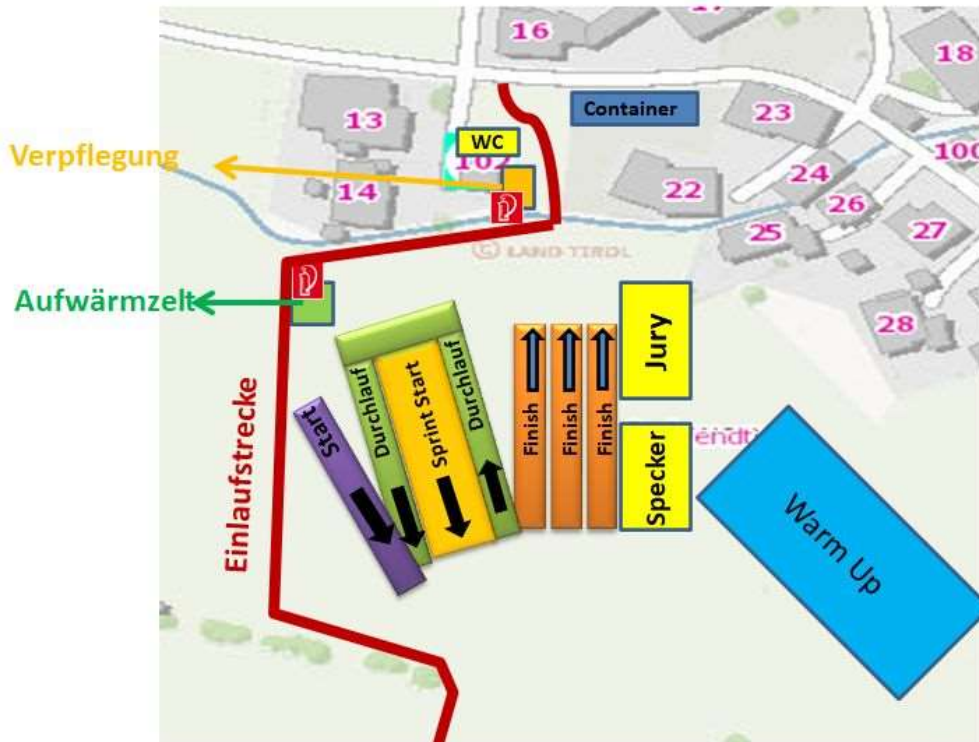 16
17
18
13
Container
23
Verpflegung
WC
102
100
14
22
24
26
25
27
© LAND TIROL
Aufwärmzelt
28
Jury
Start
Durchlauf
Sprint Start
Durchlauf
Finish
Finish
Finish
Specker
Einlaufstrecke
Warm Up